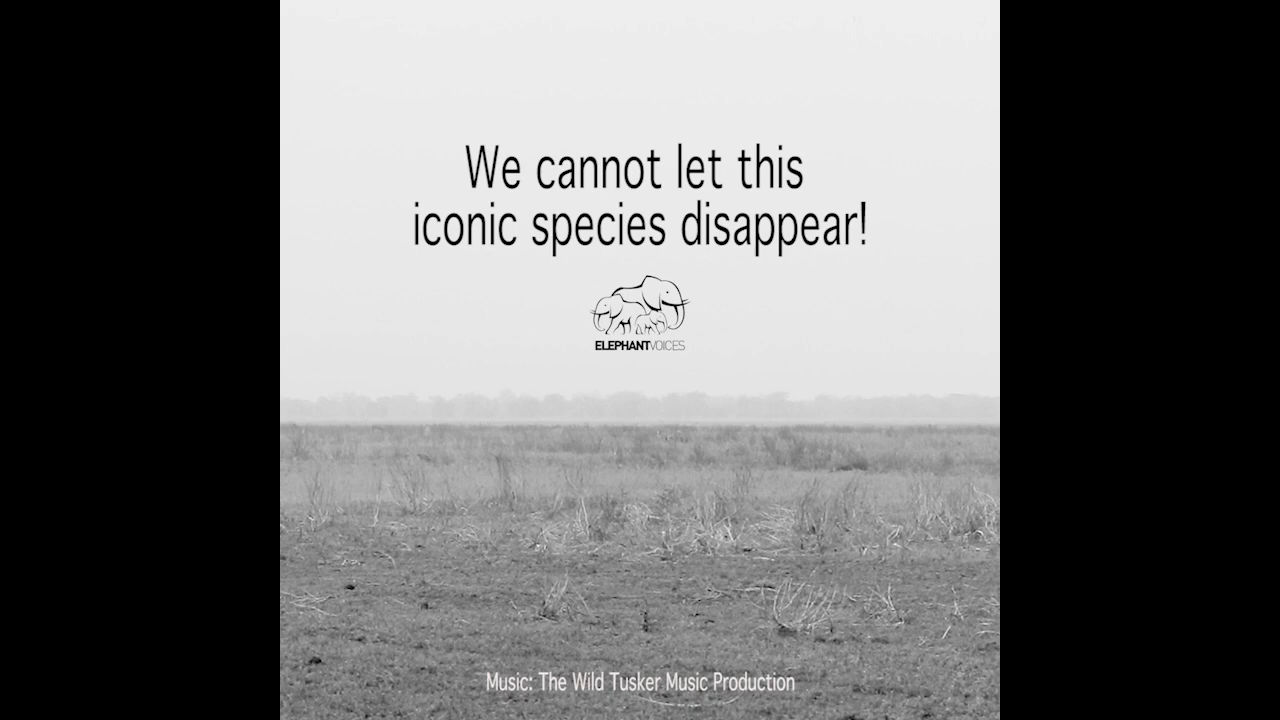 We cannot let this
iconic species disappear!
ELEPHANTVOICES
Music: The Wild Tusker Music Production